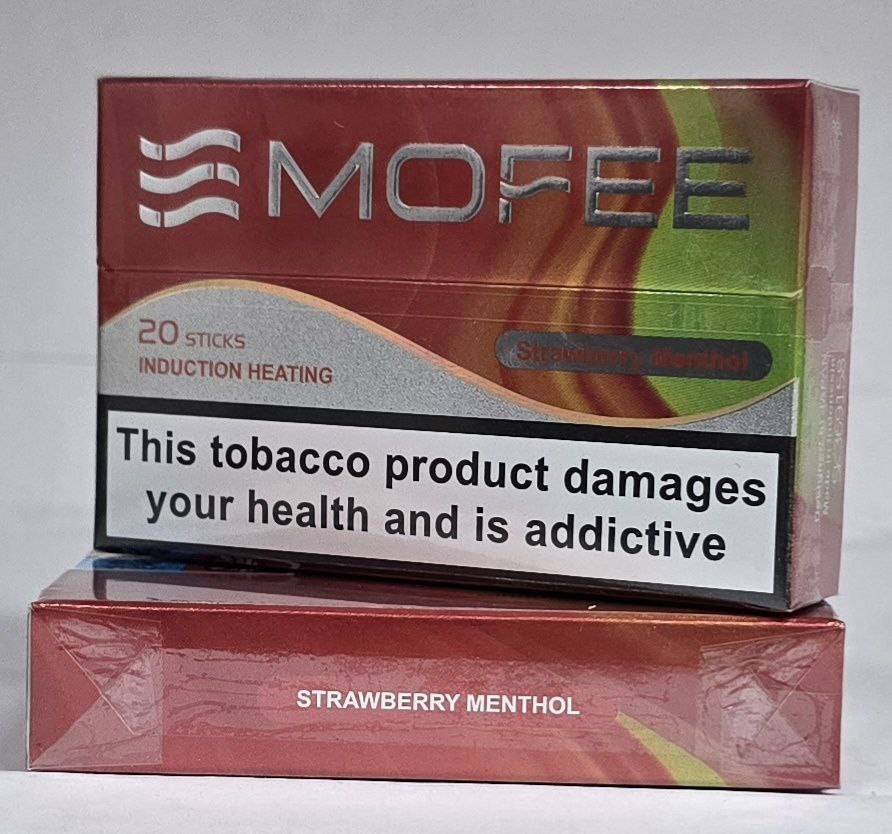 MOFEE
20 STICKS
INDUCTION HEATING
Strawberry Menthol
This tobacco product damages
your health and is addictive
STRAWBERRY MENTHOL